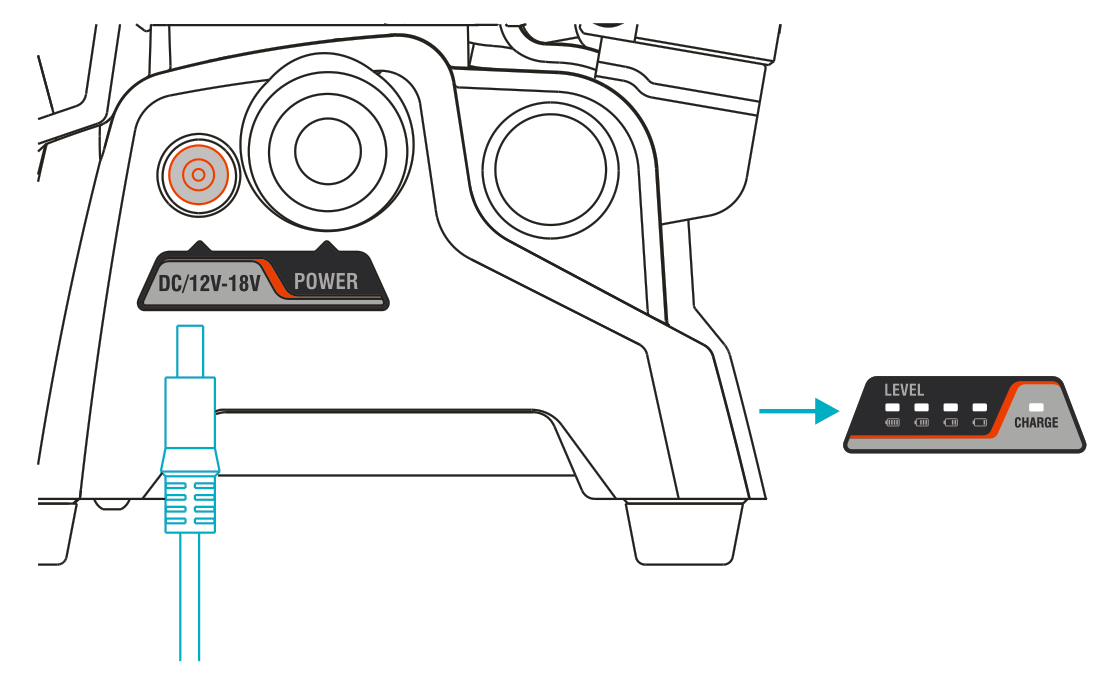 DC/12V-18V
POWER
LEVEL
CHARGE